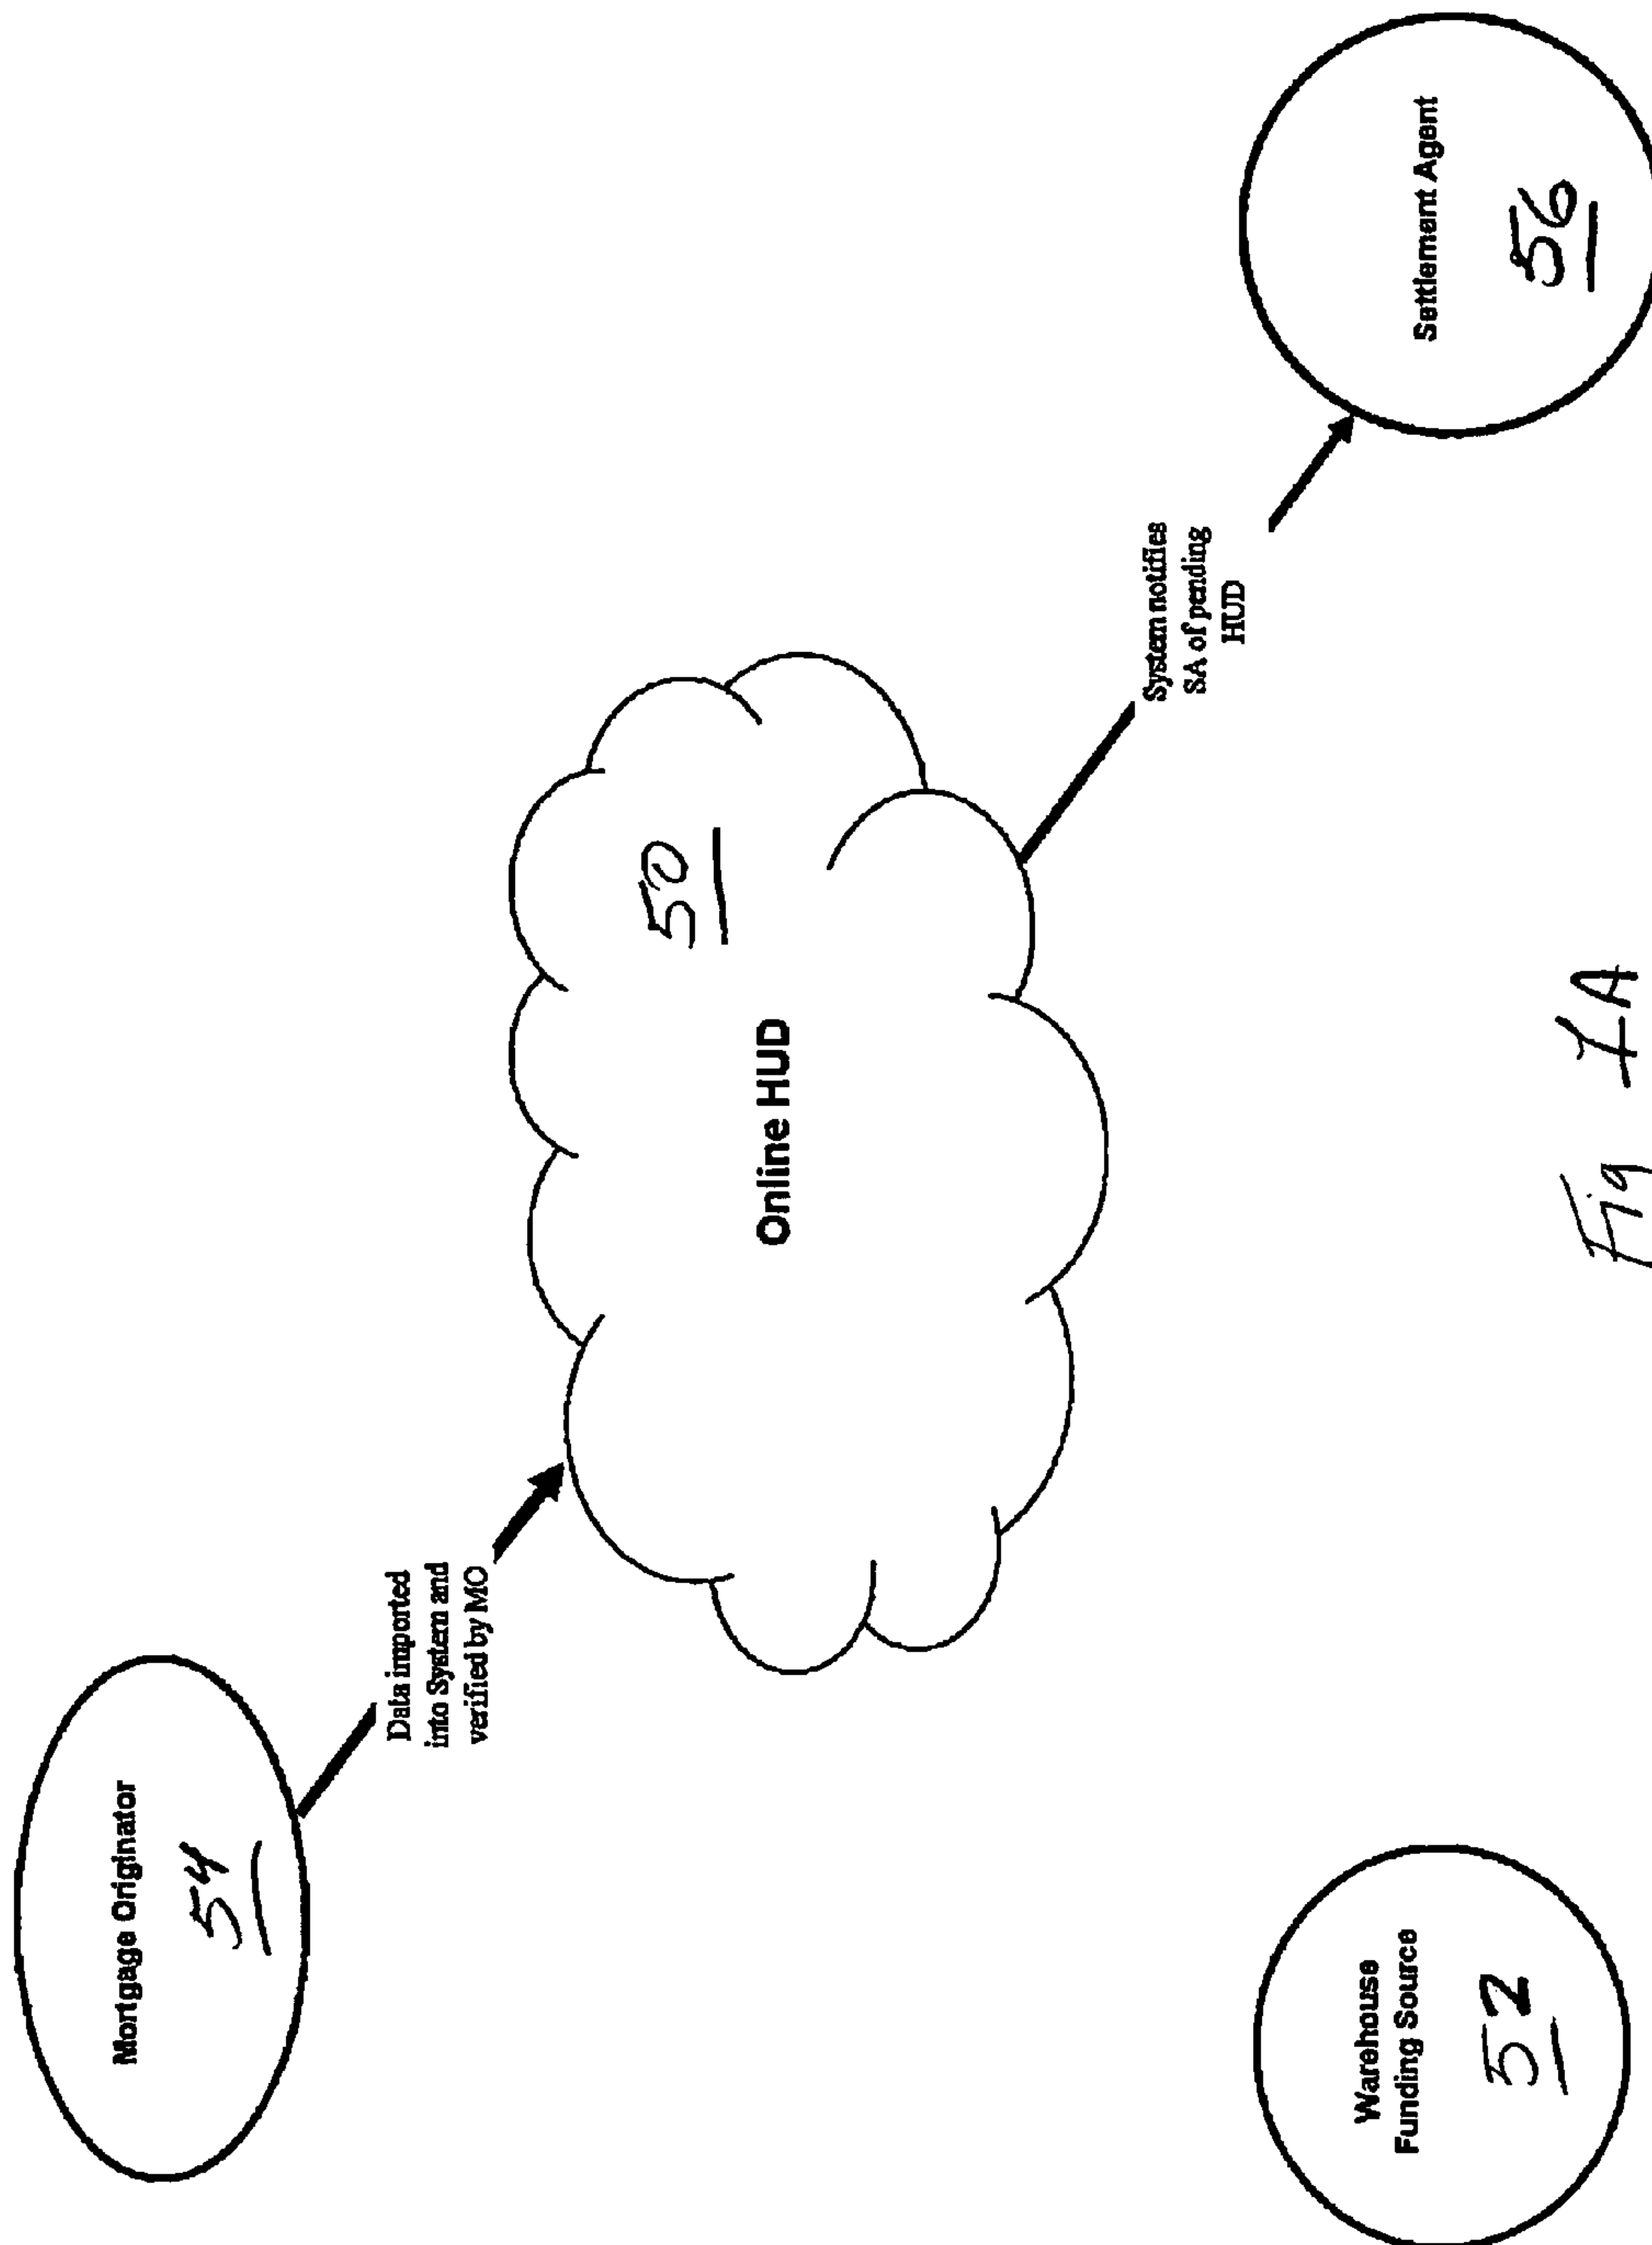 Mortgage Originator
54
Data imported
into System and
verified by MO
Online HUD
50
System notifies
SA of pending
HUD
Warehouse
Funding Source
52
Settlement Agent
56
Fig 1A